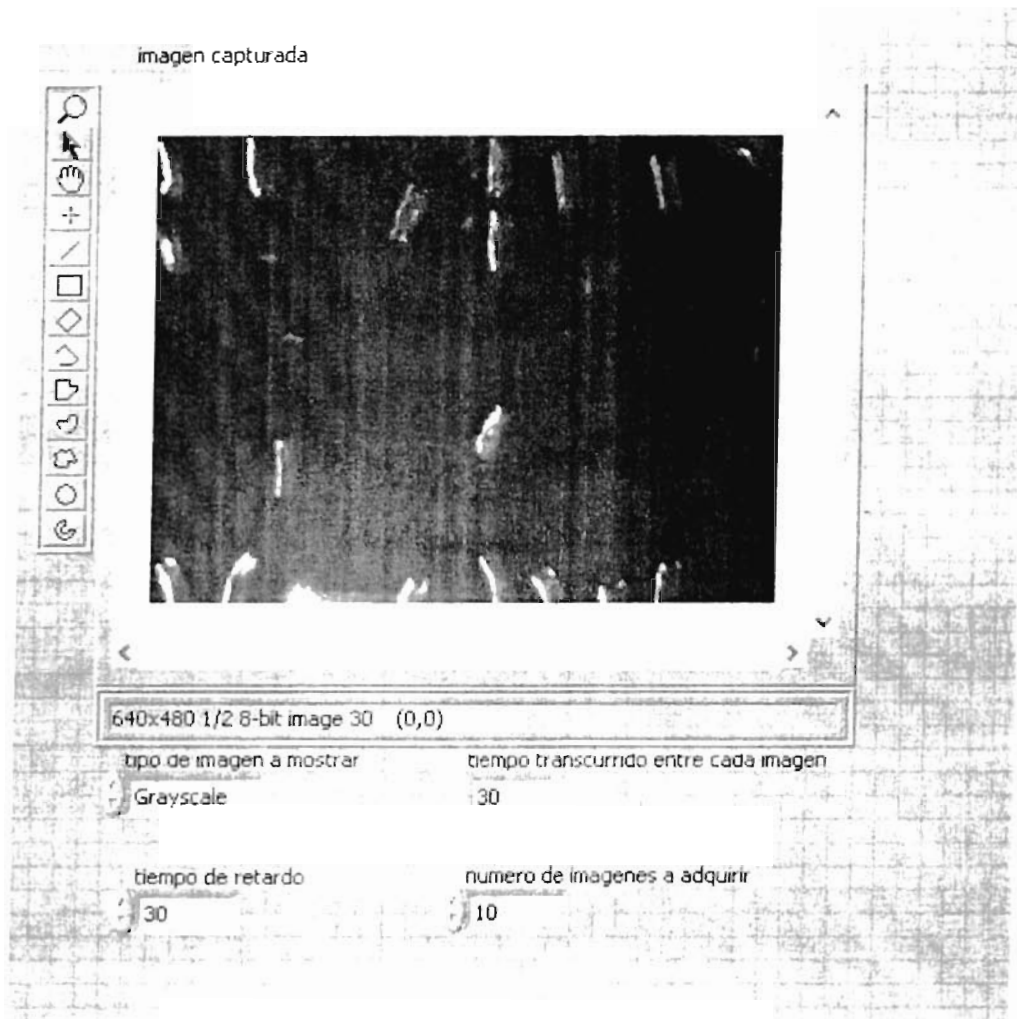 imagen capturada
640x480 1/2 8-bit image 30 (0,0)
tipo de imagen a mostrar
tiempo transcurrido entre cada imagen
Grayscale
30
tiempo de retardo
numero de imagenes a adquirir
30
10